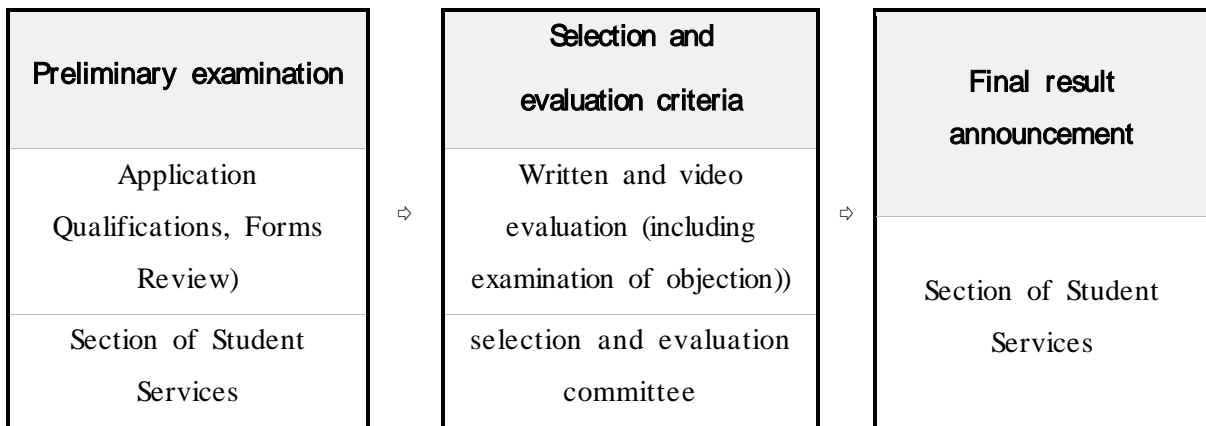 Preliminary examination
Application
Qualifications, Forms
Review)
Section of Student
Services
⇨
Selection and
evaluation criteria
Written and video
evaluation (including
examination of objection))
selection and evaluation
committee
⇨
Final result
announcement
Section of Student
Services